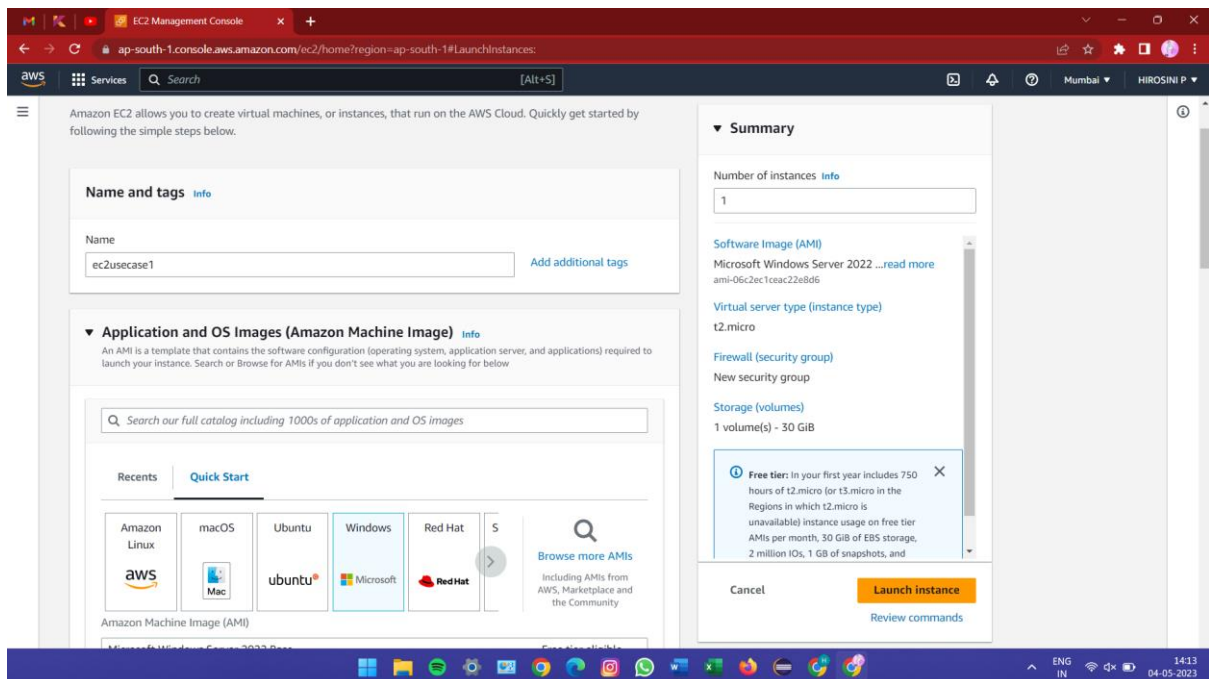 EC2 Management Console
ap-south-1.console.aws.amazon.com/ec2/home?region=ap-south-1#LaunchInstances:
aws
Services
Search
[Alt+S]
Mumbai
HIROSINI P
Amazon EC2 allows you to create virtual machines, or instances, that run on the AWS Cloud. Quickly get started by
following the simple steps below.
Name and tags Info
Name
ec2usecase1
Add additional tags
Application and OS Images (Amazon Machine Image) Info
An AMI is a template that contains the software configuration (operating system, application server, and applications) required to
launch your instance. Search or Browse for AMIs if you don't see what you are looking for below
Search our full catalog including 1000s of application and OS images
Recents
Quick Start
Amazon
Linux
aws
macOS
Mac
Ubuntu
ubuntu
Windows
Microsoft
Red Hat
Red Hat
S
Browse more AMIs
Including AMIs from
AWS, Marketplace and
the Community
Amazon Machine Image (AMI)
Microsoft Windows Server 2022 Base
Free tier eligible
Summary
Number of instances Info
1
Software Image (AMI)
Microsoft Windows Server 2022 ...read more
ami-06c2ec1ceac22e8d6
Virtual server type (instance type)
t2.micro
Firewall (security group)
New security group
Storage (volumes)
1 volume(s) - 30 GiB
Free tier: In your first year includes 750
hours of t2.micro (or t3.micro in the
Regions in which t2.micro is
unavailable) instance usage on free tier
AMIs per month, 30 GiB of EBS storage,
2 million IOs, 1 GB of snapshots, and
Cancel
Launch instance
Review commands
ENG
IN
14:13
04-05-2023